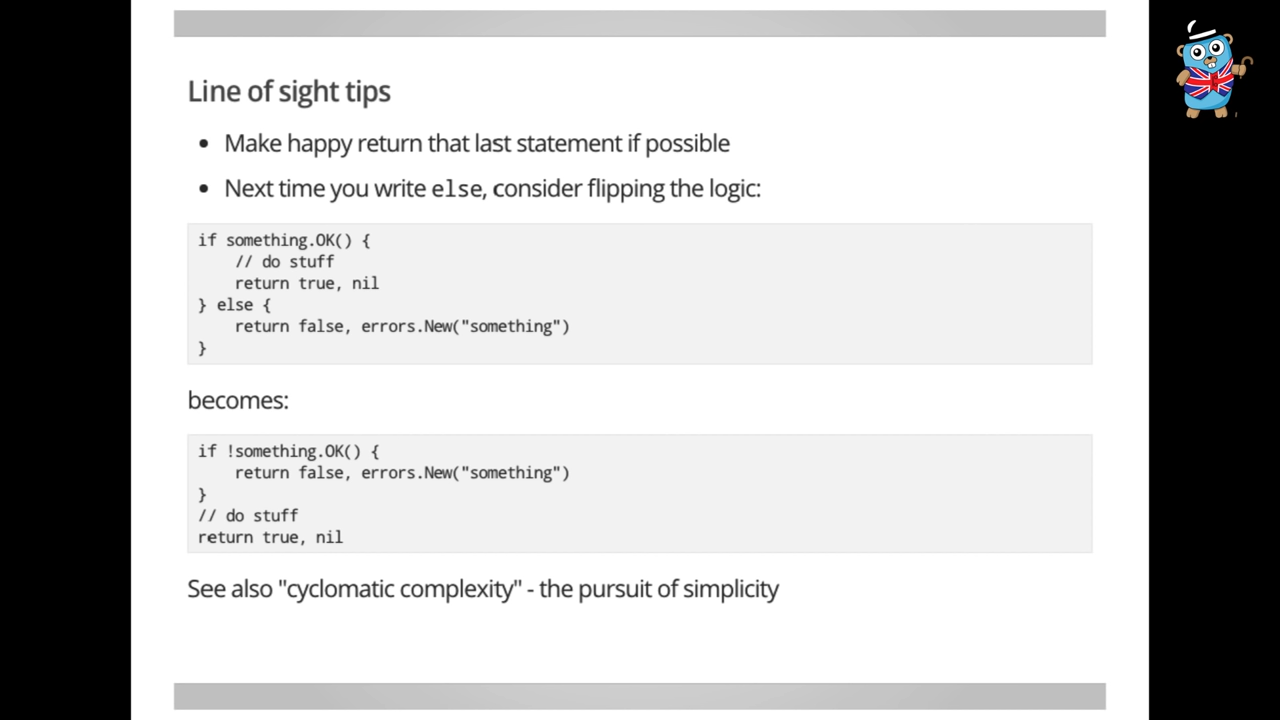 Line of sight tips
• Make happy return that last statement if possible
• Next time you write else, consider flipping the logic:
if something.OK() {
    // do stuff
    return true, nil
} else {
    return false, errors.New("something")
}
becomes:
if !something.OK() {
    return false, errors.New("something")
}
// do stuff
return true, nil
See also "cyclomatic complexity" - the pursuit of simplicity